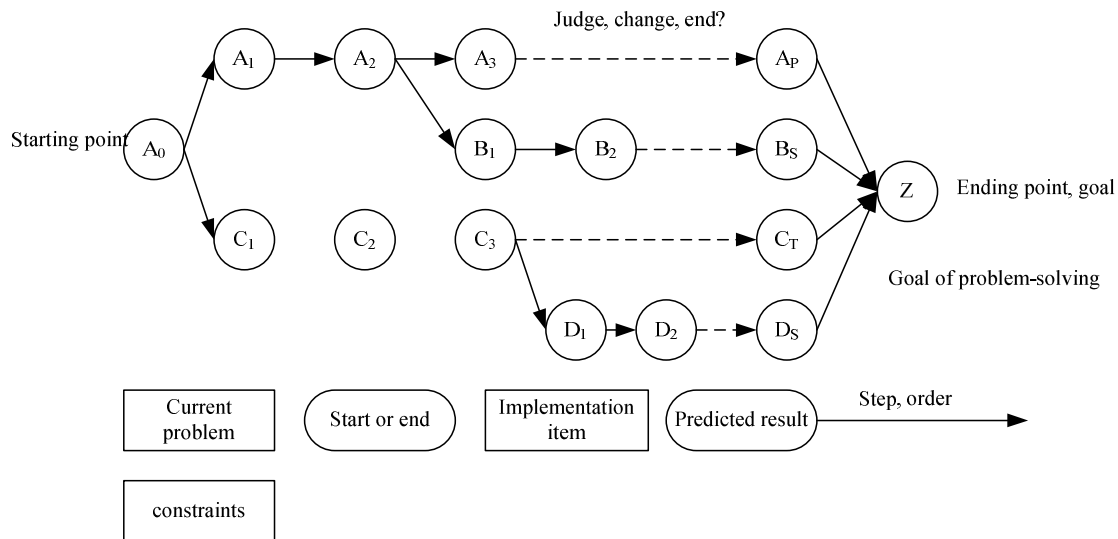 Judge, change, end?
A1
A2
A3
AP
Starting point
A0
B1
B2
BS
Z
Ending point, goal
C1
C2
C3
CT
Goal of problem-solving
D1
D2
DS
Current
problem
Start or end
Implementation
item
Predicted result
Step, order
constraints